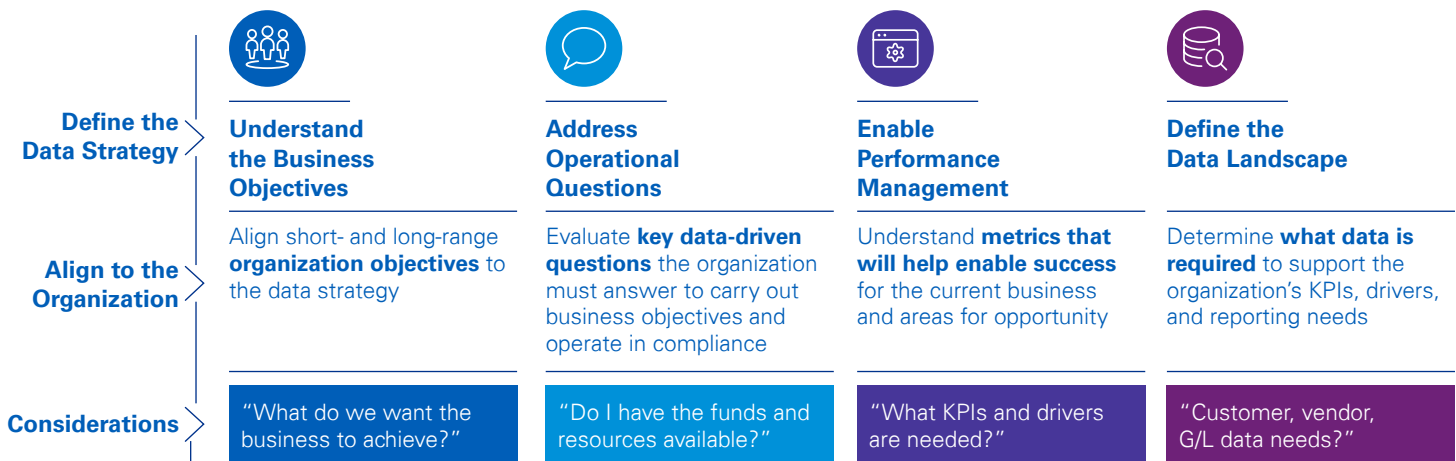 Define the
Data Strategy
Understand
the Business
Objectives
Address
Operational
Questions
Enable
Performance
Management
Define the
Data Landscape
Align to the
Organization
Align short- and long-range
organization objectives to
the data strategy
Evaluate key data-driven
questions the organization
must answer to carry out
business objectives and
operate in compliance
Understand metrics that
will help enable success
for the current business
and areas for opportunity
Determine what data is
required to support the
organization’s KPIs, drivers,
and reporting needs
Considerations
“What do we want the
business to achieve?”
“Do I have the funds and
resources available?”
“What KPIs and drivers
are needed?”
“Customer, vendor,
G/L data needs?”